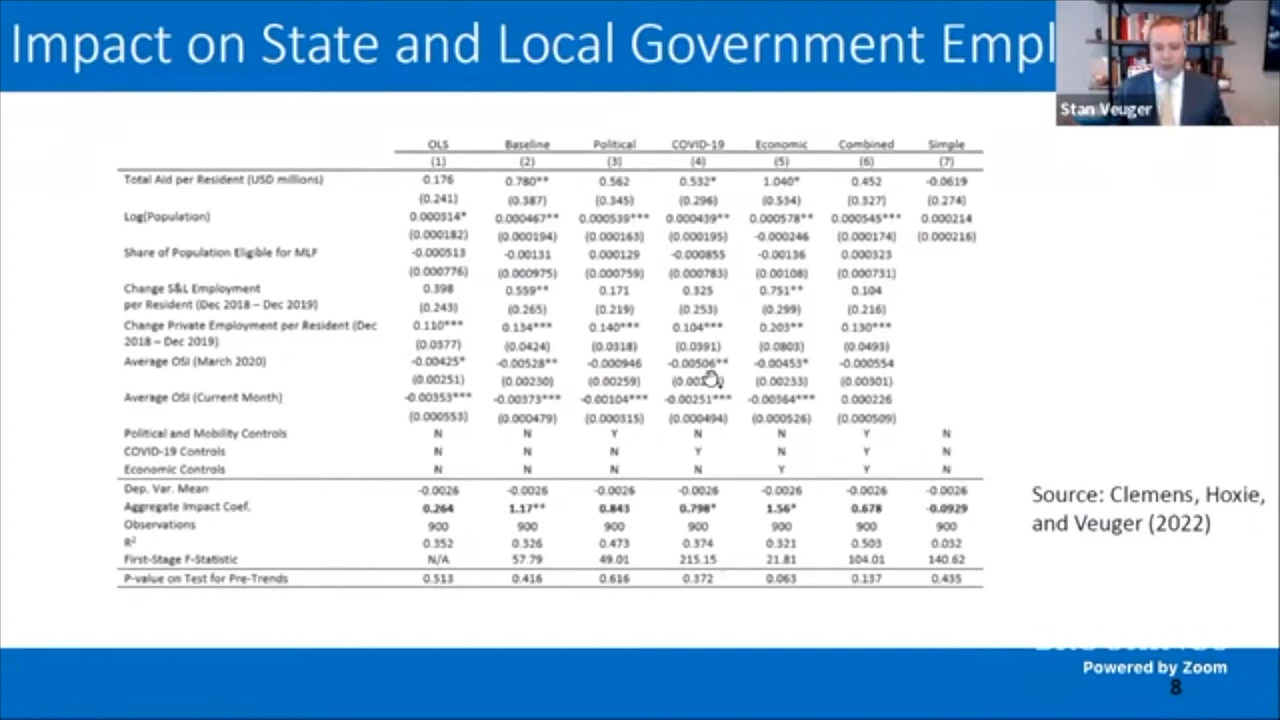 Impact on State and Local Government Empl
Stan Veuger
OLS Baseline Political COVID-19 Economic Combined Simple
(1) (2) (3) (4) (5) (6) (7)
Total Aid per Resident (USD millions) 0.176 0.780** 0.562 0.532* 1.040* 0.452 -0.0619
(0.241) (0.387) (0.345) (0.296) (0.534) (0.327) (0.274)
Log(Population) 0.000314* 0.000467** 0.000539*** 0.000439** 0.000578** 0.000545*** 0.000214
(0.000182) (0.000194) (0.000163) (0.000195) -0.000246 (0.000174) (0.000216)
Share of Population Eligible for MLF -0.000513 -0.00131 0.000129 -0.000855 -0.00136 0.000323
(0.000776) (0.000975) (0.000759) (0.000783) (0.00108) (0.000731)
Change S&L Employment 0.398 0.559** 0.171 0.325 0.751** 0.104
per Resident (Dec 2018 – Dec 2019) (0.243) (0.265) (0.219) (0.253) (0.299) (0.216)
Change Private Employment per Resident (Dec 0.110*** 0.134*** 0.140*** 0.104*** 0.203** 0.130***
2018 – Dec 2019) (0.0377) (0.0424) (0.0318) (0.0391) (0.0803) (0.0493)
Average OSI (March 2020) -0.00425* -0.00528** -0.000946 -0.00506** -0.00453* -0.000554
(0.00251) (0.00230) (0.00259) (0.00233) (0.00301)
Average OSI (Current Month) -0.00353*** -0.00373*** -0.00104*** -0.00251*** -0.00364*** 0.000226
(0.000553) (0.000479) (0.000315) (0.000494) (0.000526) (0.000509)
Political and Mobility Controls N N Y N N Y N
COVID-19 Controls N N N Y N Y N
Economic Controls N N N N Y Y N
Dep. Var. Mean -0.0026 -0.0026 -0.0026 -0.0026 -0.0026 -0.0026 -0.0026
Aggregate Impact Coef. 0.264 1.17** 0.843 0.798* 1.56* 0.678 -0.0929
Observations 900 900 900 900 900 900 900
R² 0.352 0.326 0.473 0.374 0.321 0.503 0.032
First-Stage F-Statistic N/A 57.79 49.01 215.15 21.81 104.01 140.62
P-value on Test for Pre-Trends 0.513 0.416 0.616 0.372 0.063 0.137 0.435
Source: Clemens, Hoxie,
and Veuger (2022)
Powered by Zoom
8